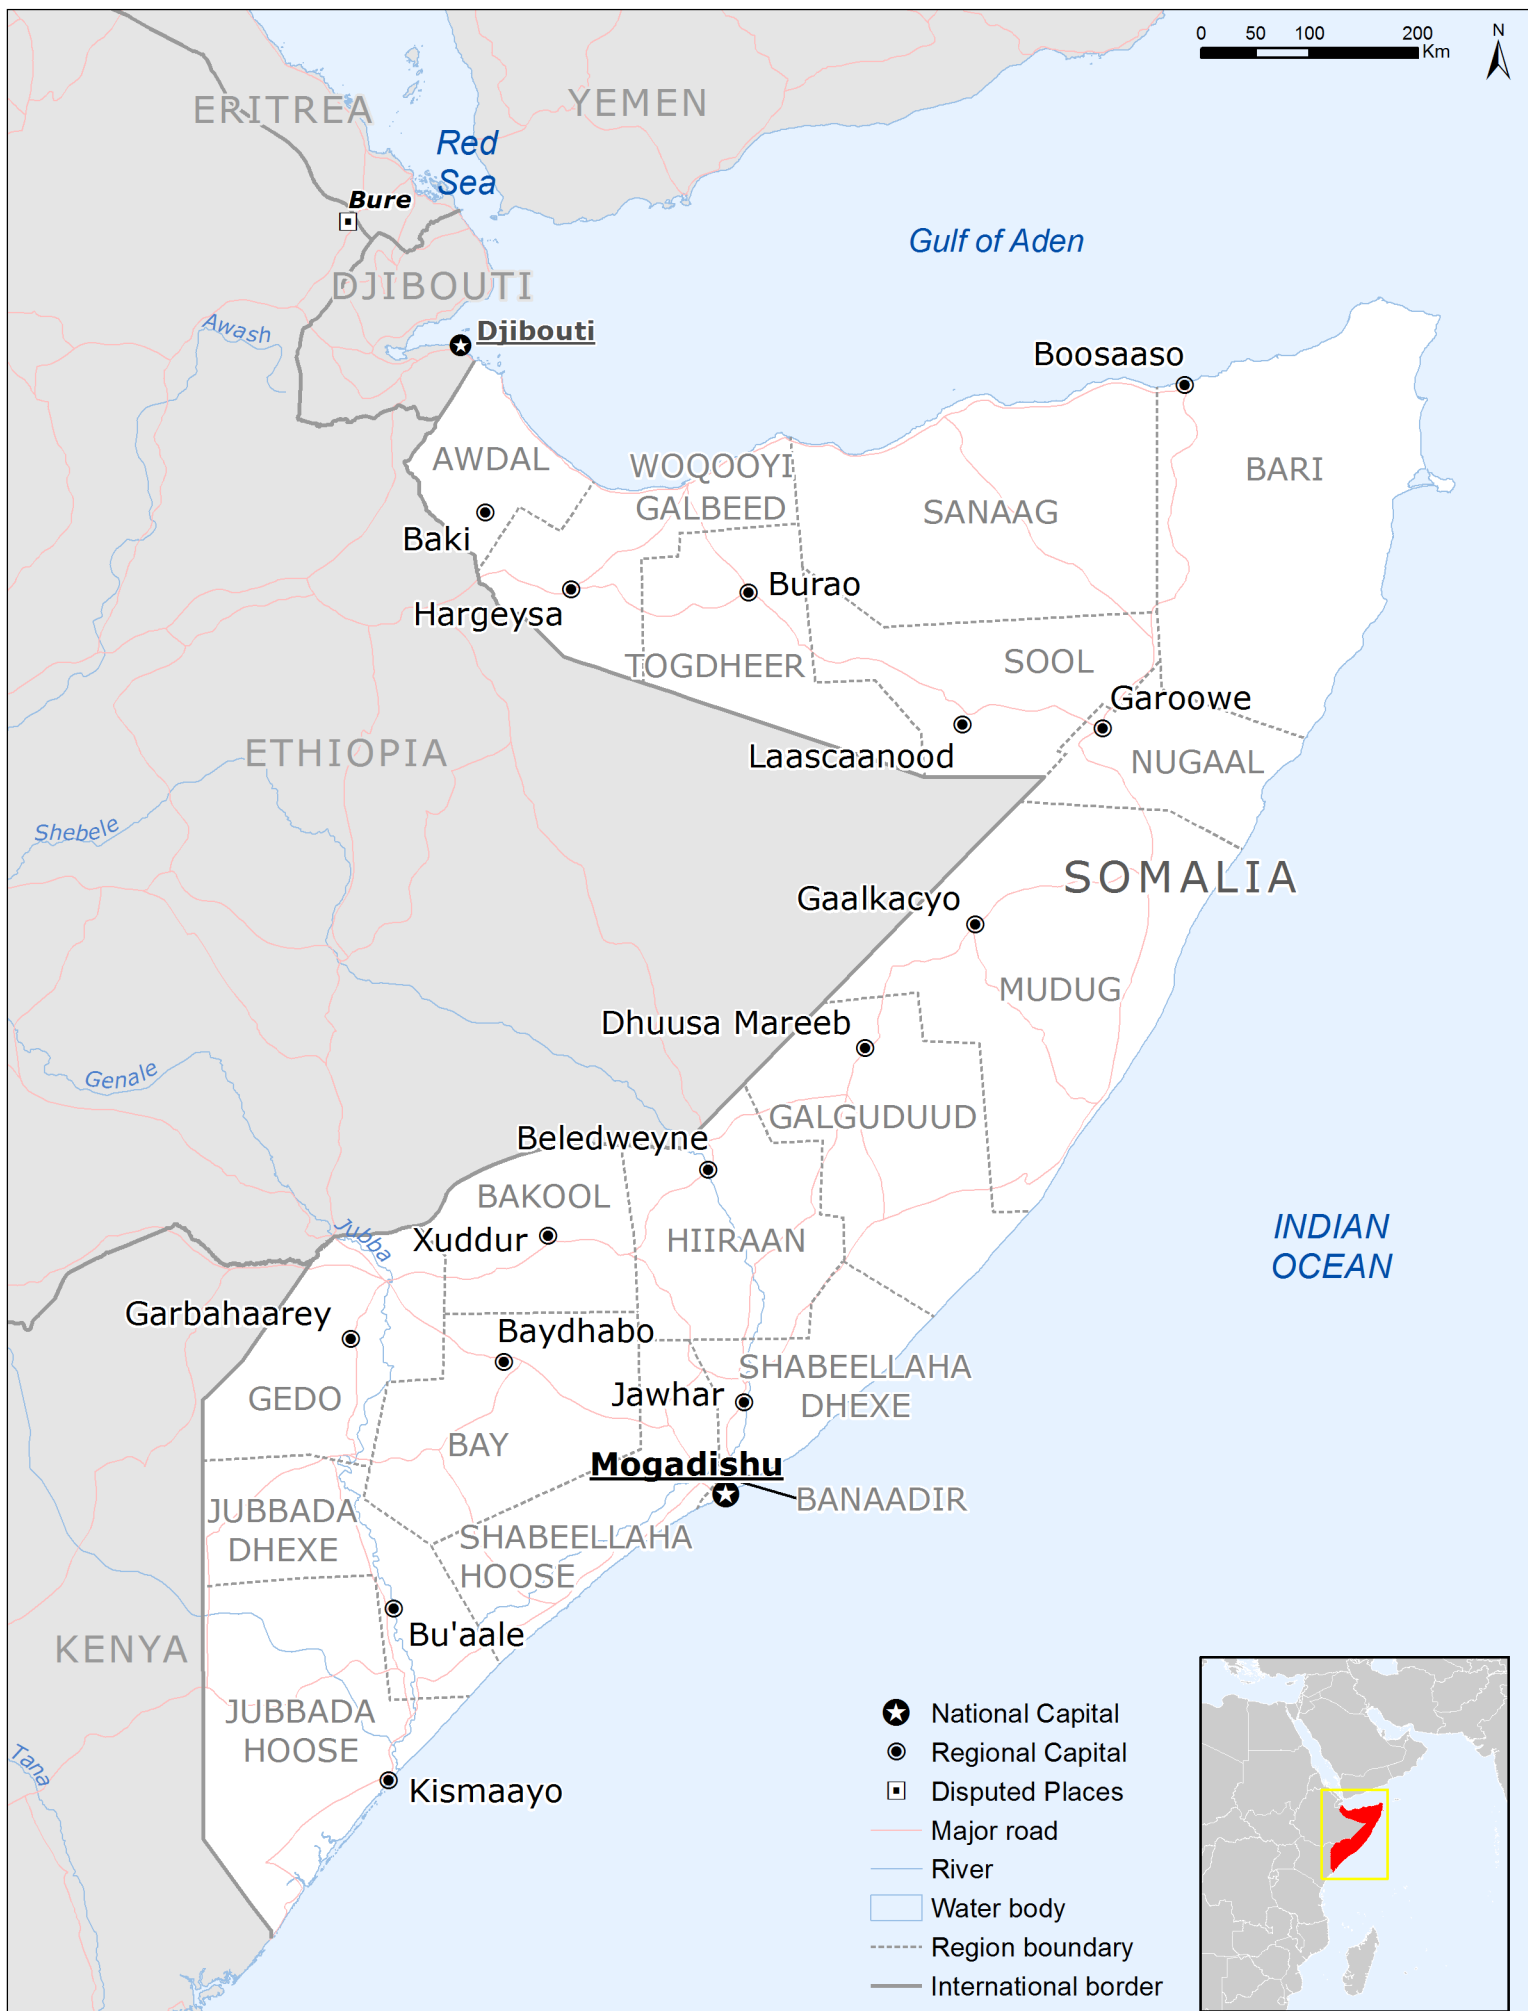 0 50 100 200
Km
N
ERITREA
YEMEN
Red
Sea
Bure
Gulf of Aden
DJIBOUTI
Awash
Djibouti
Boosaaso
AWDAL
WOQOOYI
GALBEED
BARI
SANAAG
Baki
Burao
Hargeysa
TOGDHEER
SOOL
Garoowe
ETHIOPIA
Laascaanood
NUGAAL
Shebele
SOMALIA
Gaalkacyo
MUDUG
Dhuusa Mareeb
Genale
GALGUDUUD
Beledweyne
BAKOOL
Jubba
Xuddur
HIIRAAN
INDIAN
OCEAN
Garbahaarey
Baydhabo
SHABEELLAHA
DHEXE
GEDO
Jawhar
BAY
Mogadishu
BANAADIR
JUBBADA
DHEXE
SHABEELLAHA
HOOSE
Bu'aale
KENYA
JUBBADA
HOOSE
Tana
Kismaayo
National Capital
Regional Capital
Disputed Places
Major road
River
Water body
Region boundary
International border